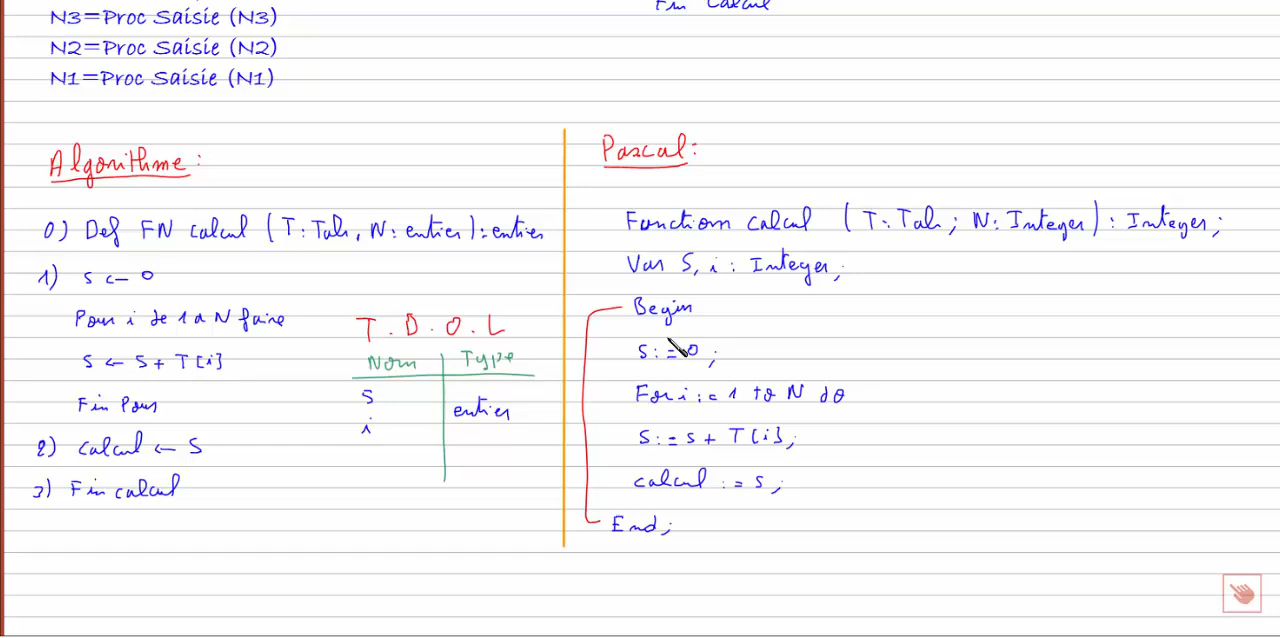 Fin Calcul
N3=Proc Saisie (N3)
N2=Proc Saisie (N2)
N1=Proc Saisie (N1)
Algorithme :
0) Def FN calcul ( T : Tab, N : entier ) : entier
1) S ← 0
Pour i de 1 a N faire
S ← S + T [i]
Fin Pour
2) calcul ← S
3) Fin calcul
T . D . O . L
Nom Type
S
entier
i
Pascal :
Function calcul ( T : Tab ; N : Integer ) : Integer ;
Var S, i : Integer ;
Begin
S := 0 ;
For i := 1 to N do
S := S + T [i] ;
calcul := S ;
End ;